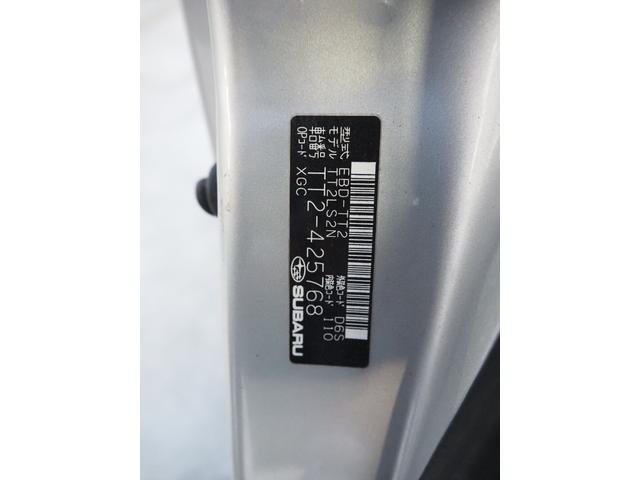 型式 EBD-TT2
モデル TT2LS2N
車台番号 TT2-425768
外装色コード D6S
内装色コード 110
OPコード XGC
SUBARU